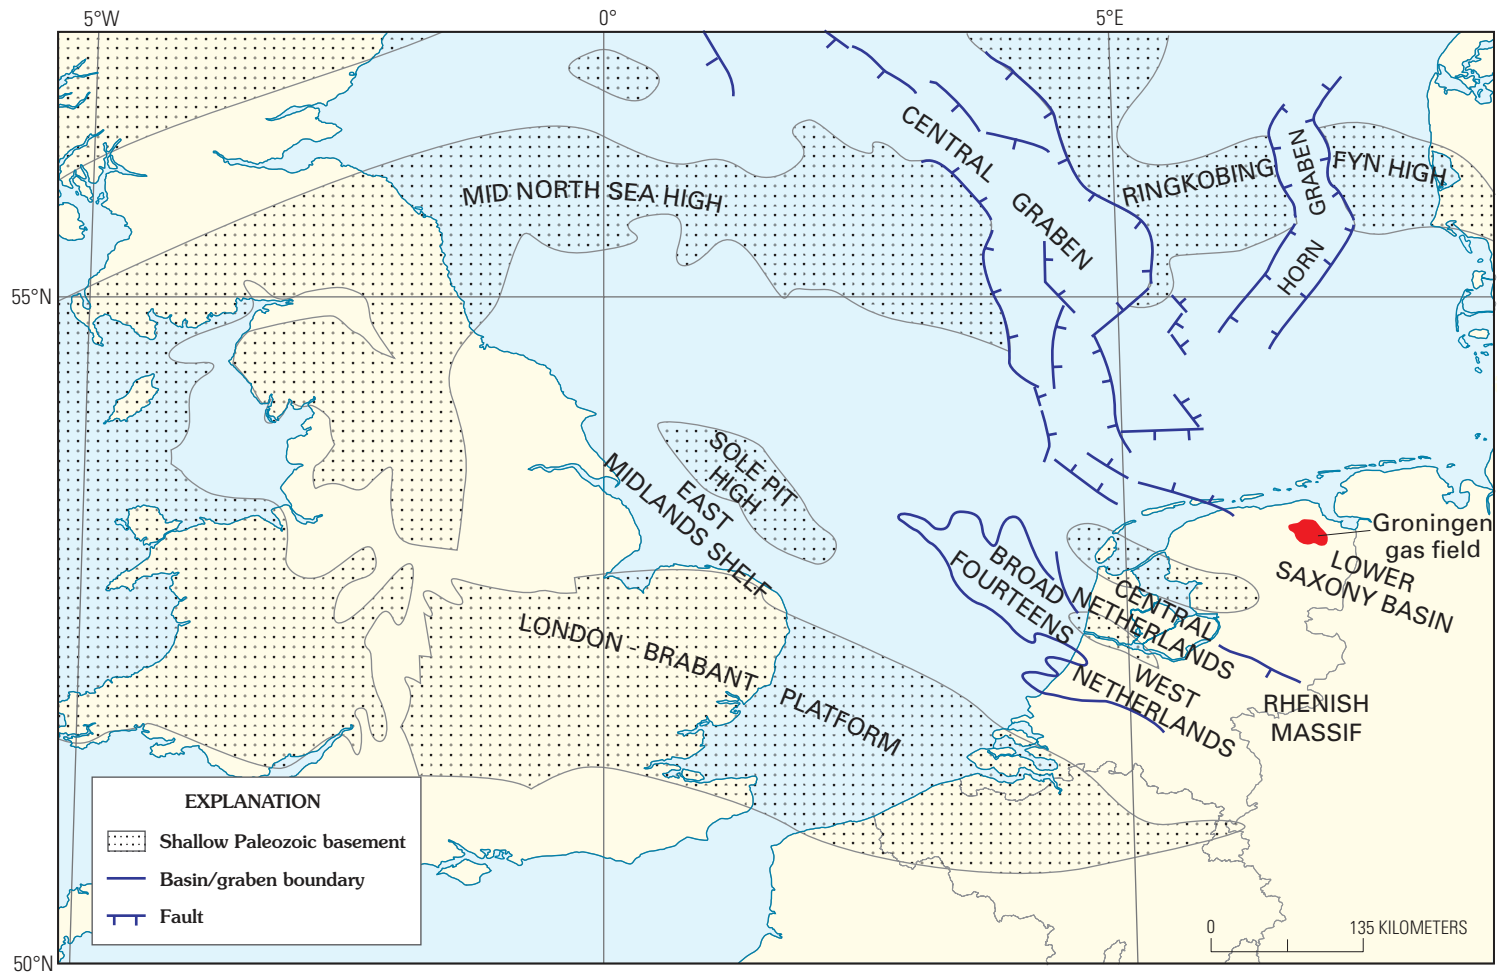 5°W
0°
5°E
CENTRAL
GRABEN
MID NORTH SEA HIGH
RINGKOBING
GRABEN
HORN
FYN HIGH
55°N
SOLE PIT
HIGH
EAST
MIDLANDS SHELF
Groningen
gas field
LOWER
SAXONY BASIN
BROAD
FOURTEENS
CENTRAL
NETHERLANDS
WEST
NETHERLANDS
LONDON - BRABANT PLATFORM
RHENISH
MASSIF
EXPLANATION
Shallow Paleozoic basement
Basin/graben boundary
Fault
0
135 KILOMETERS
50°N